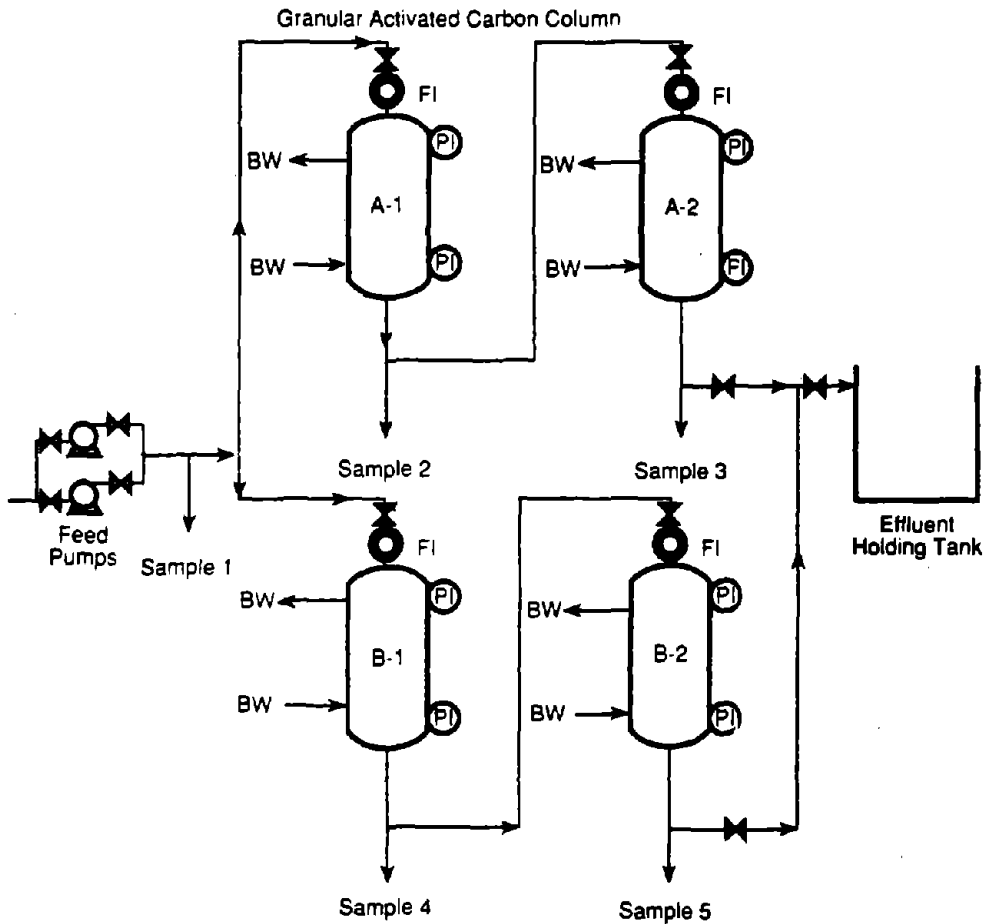 Granular Activated Carbon Column
FI
FI
PI
PI
BW
BW
A-1
A-2
BW
BW
PI
FI
Sample 2
Sample 3
Feed
Pumps
Sample 1
Effluent
Holding Tank
FI
FI
PI
PI
BW
BW
B-1
B-2
BW
BW
PI
PI
Sample 4
Sample 5